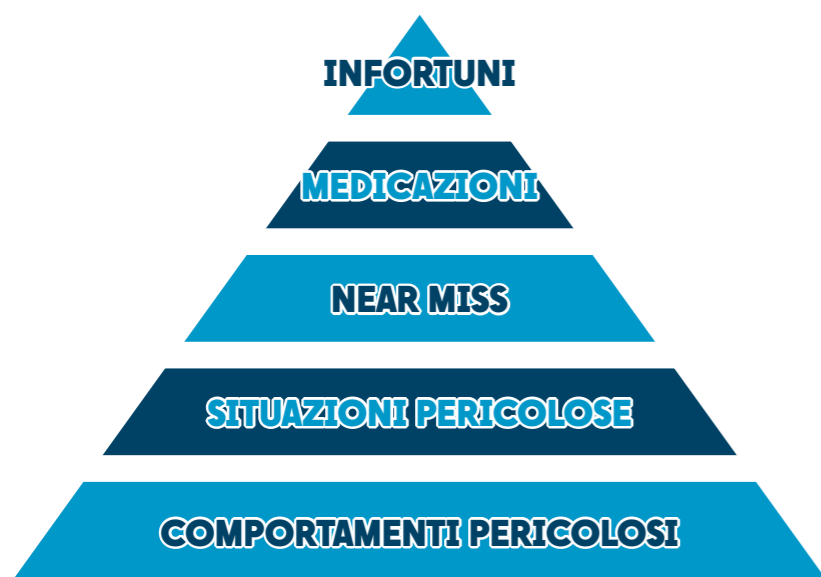 INFORTUNI
MEDICAZIONI
NEAR MISS
SITUAZIONI PERICOLOSE
COMPORTAMENTI PERICOLOSI